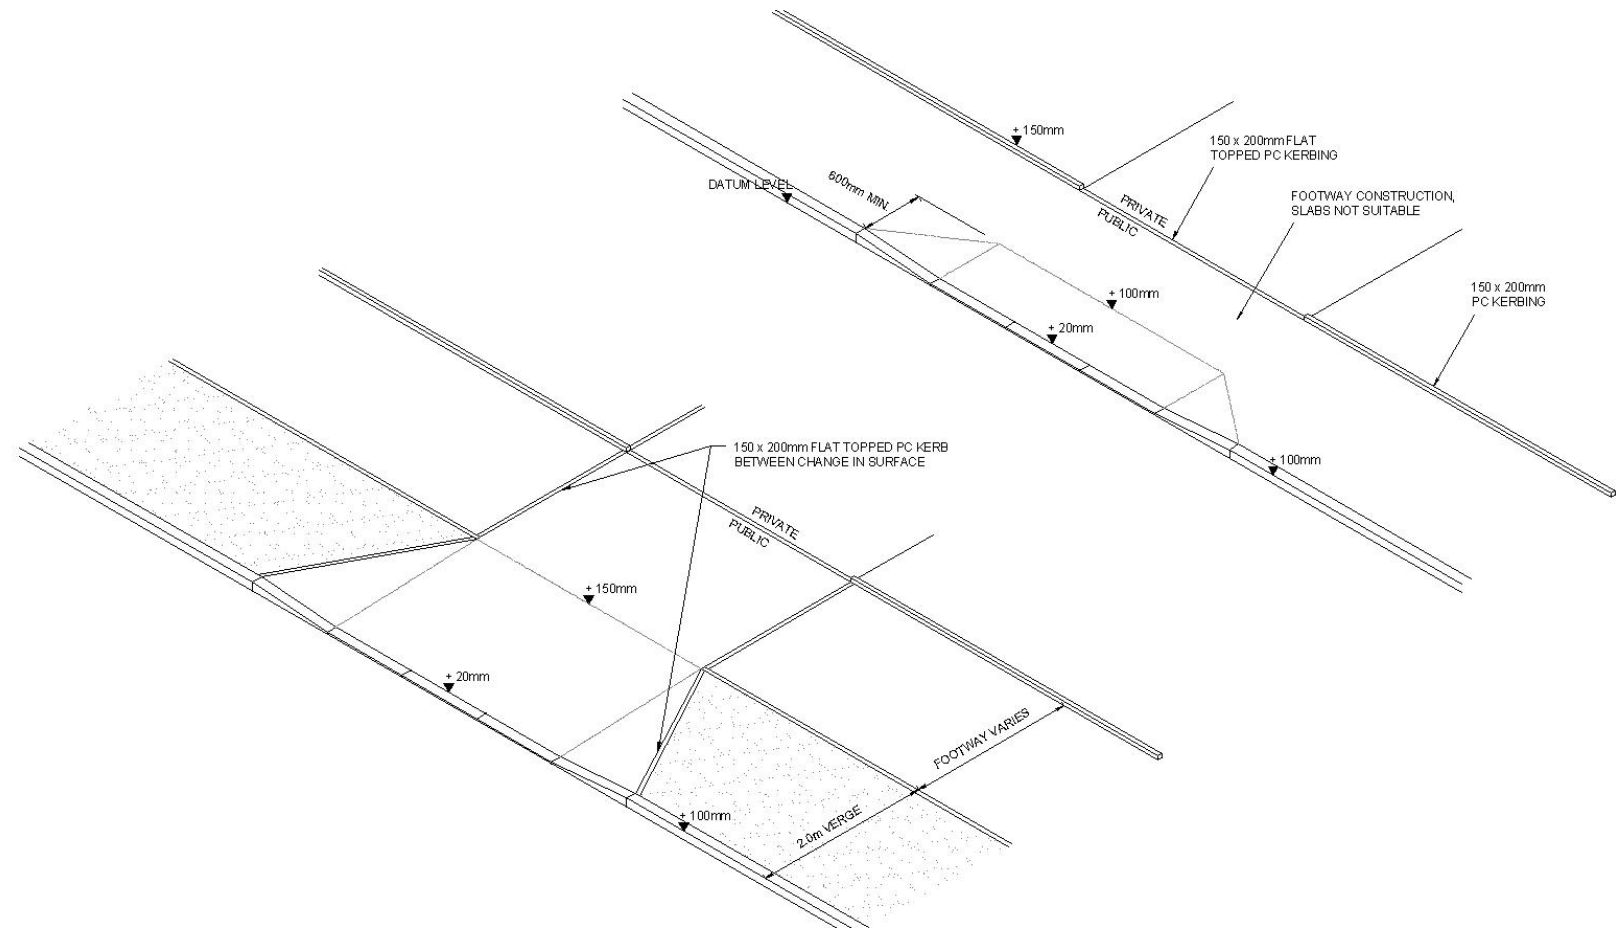 + 150mm
150 x 200mm FLAT
TOPPED PC KERBING
DATUM LEVEL
600mm MIN.
PRIVATE
PUBLIC
FOOTWAY CONSTRUCTION,
SLABS NOT SUITABLE
+ 100mm
+ 20mm
150 x 200mm
PC KERBING
+ 100mm
150 x 200mm FLAT TOPPED PC KERB
BETWEEN CHANGE IN SURFACE
PRIVATE
PUBLIC
+ 150mm
+ 20mm
FOOTWAY VARIES
+ 100mm
2.0m VERGE